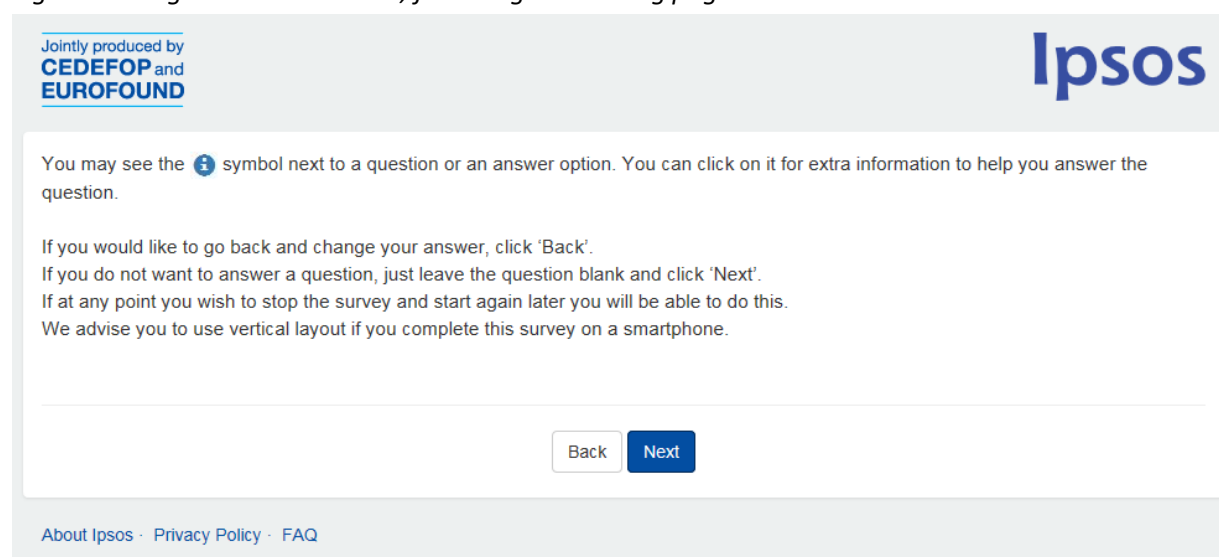 Jointly produced by
CEDEFOP and
EUROFOUND
Ipsos
You may see the i symbol next to a question or an answer option. You can click on it for extra information to help you answer the
question.
If you would like to go back and change your answer, click ‘Back’.
If you do not want to answer a question, just leave the question blank and click ‘Next’.
If at any point you wish to stop the survey and start again later you will be able to do this.
We advise you to use vertical layout if you complete this survey on a smartphone.
Back Next
About Ipsos · Privacy Policy · FAQ